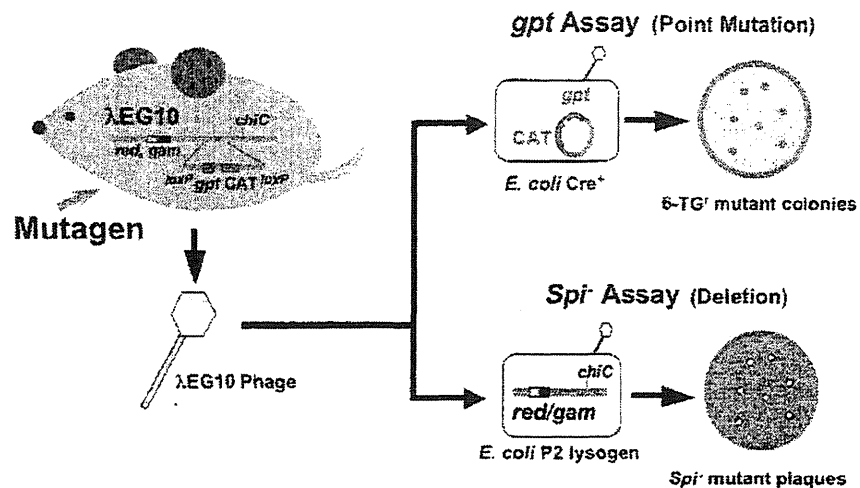 gpt Assay (Point Mutation)
λEG10
chiC
red, gam
loxP gpt CAT loxP
Mutagen
gpt
CAT
E. coli Cre⁺
6-TGʳ mutant colonies
λEG10 Phage
Spi⁻ Assay (Deletion)
chiC
red/gam
E. coli P2 lysogen
Spi⁻ mutant plaques